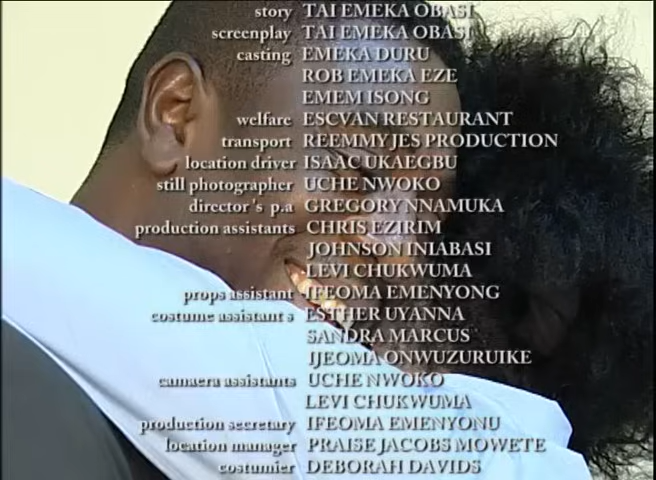 story TAI EMEKA OBASI
screenplay TAI EMEKA OBASI
casting EMEKA DURU
ROB EMEKA EZE
EMEM ISONG
welfare ESCVAN RESTAURANT
transport REEMMY JES PRODUCTION
location driver ISAAC UKAEGBU
still photographer UCHE NWOKO
director's p.a GREGORY NNAMUKA
production assistants CHRIS EZIRIM
JOHNSON INIABASI
LEVI CHUKWUMA
props assistant IFEOMA EMENYONG
costume assistant s ESTHER UYANNA
SANDRA MARCUS
IJEOMA ONWUZURUIKE
camaera assistants UCHE NWOKO
LEVI CHUKWUMA
production secretary IFEOMA EMENYONU
location manager PRAISE JACOBS MOWETE
costumier DEBORAH DAVIDS